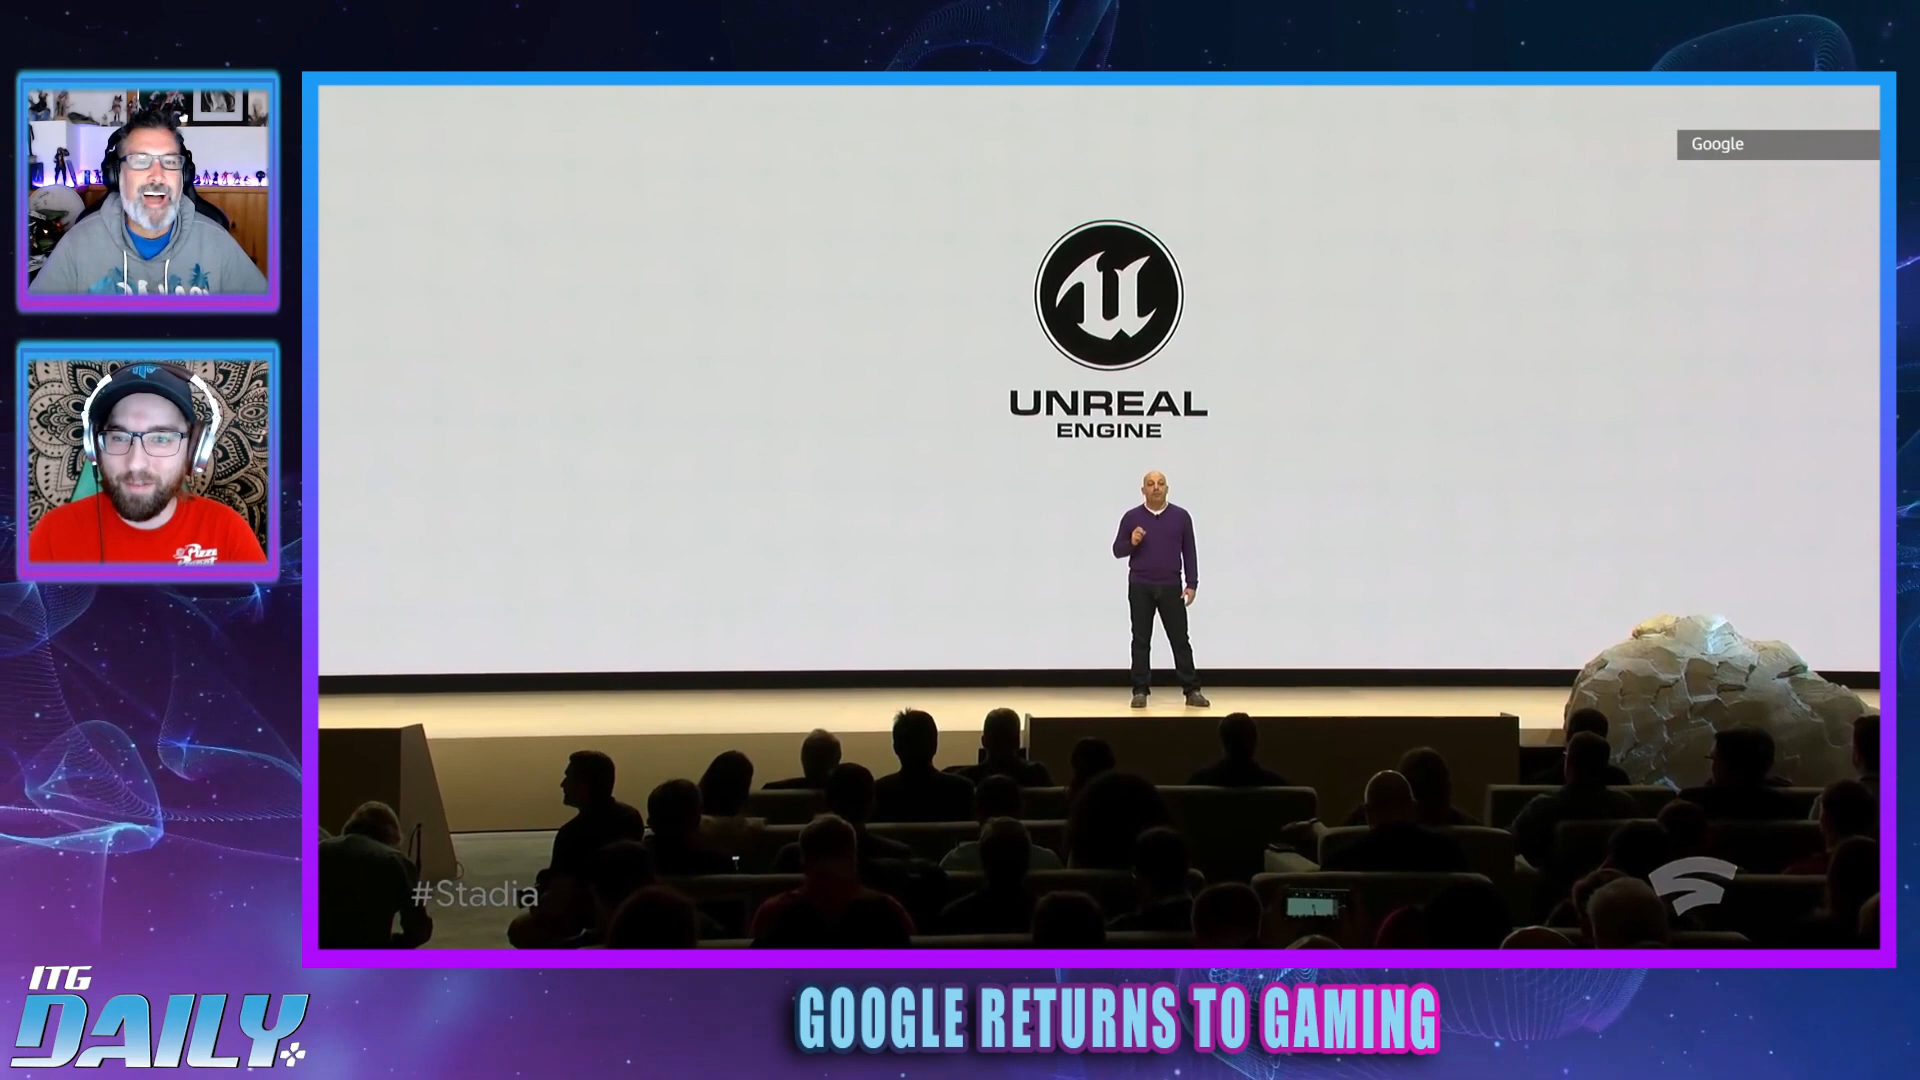 Google
UNREAL
ENGINE
#Stadia
ITG
DAILY
GOOGLE RETURNS TO GAMING